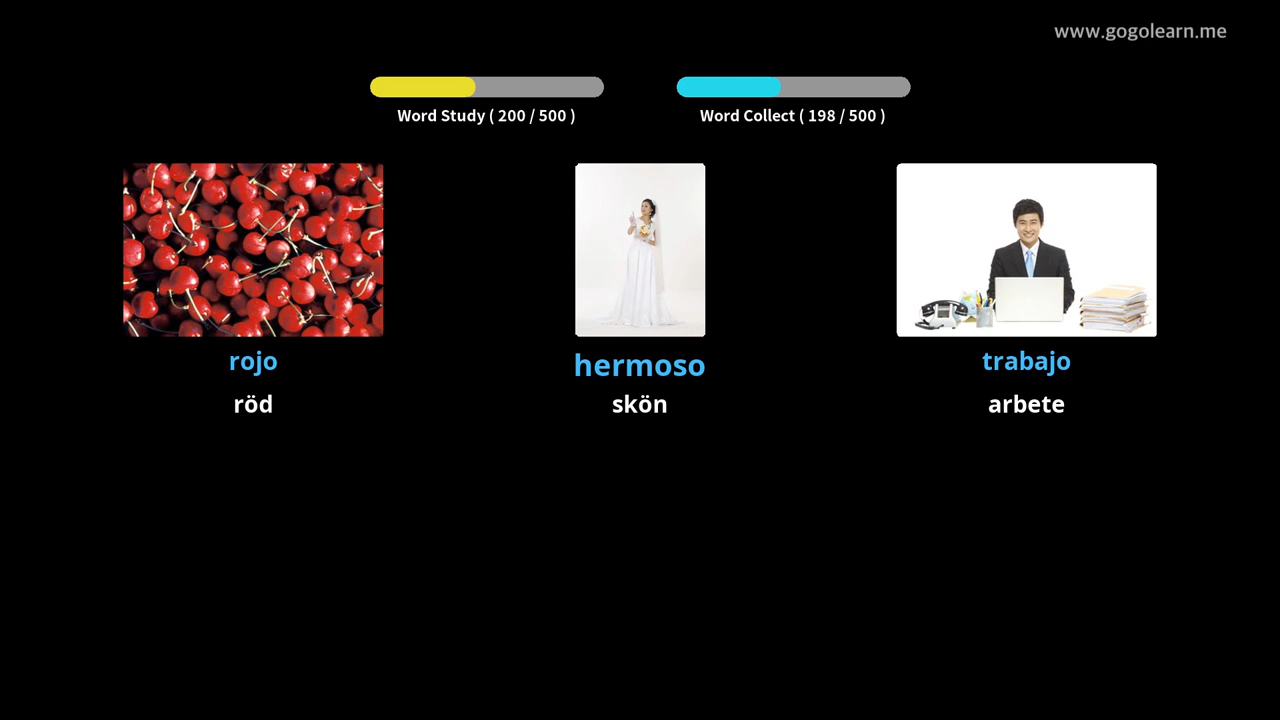 www.gogolearn.me
Word Study ( 200 / 500 )
Word Collect ( 198 / 500 )
rojo
hermoso
trabajo
röd
skön
arbete